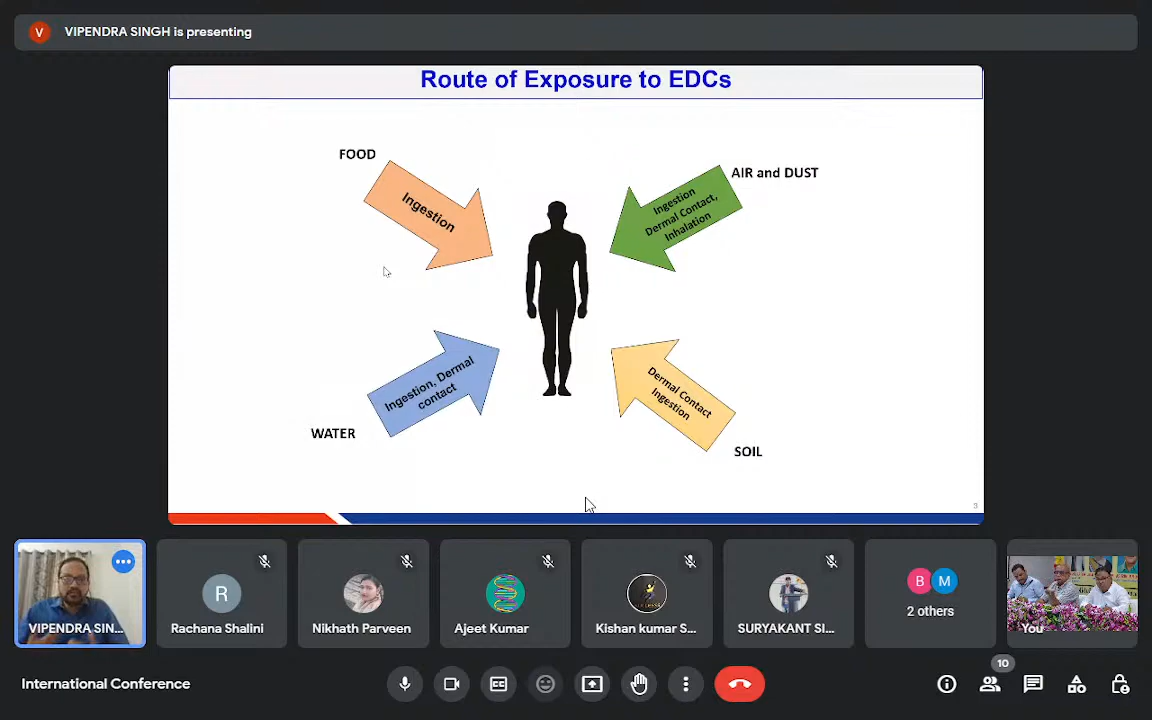 V
VIPENDRA SINGH is presenting
Route of Exposure to EDCs
FOOD
Ingestion
AIR and DUST
Ingestion
Dermal Contact,
Inhalation
Ingestion, Dermal
contact
WATER
Dermal Contact
Ingestion
SOIL
3
VIPENDRA SIN...
R
Rachana Shalini
Nikhath Parveen
Ajeet Kumar
Kishan kumar S...
SURYAKANT SI...
B M
2 others
You
International Conference
CC
10